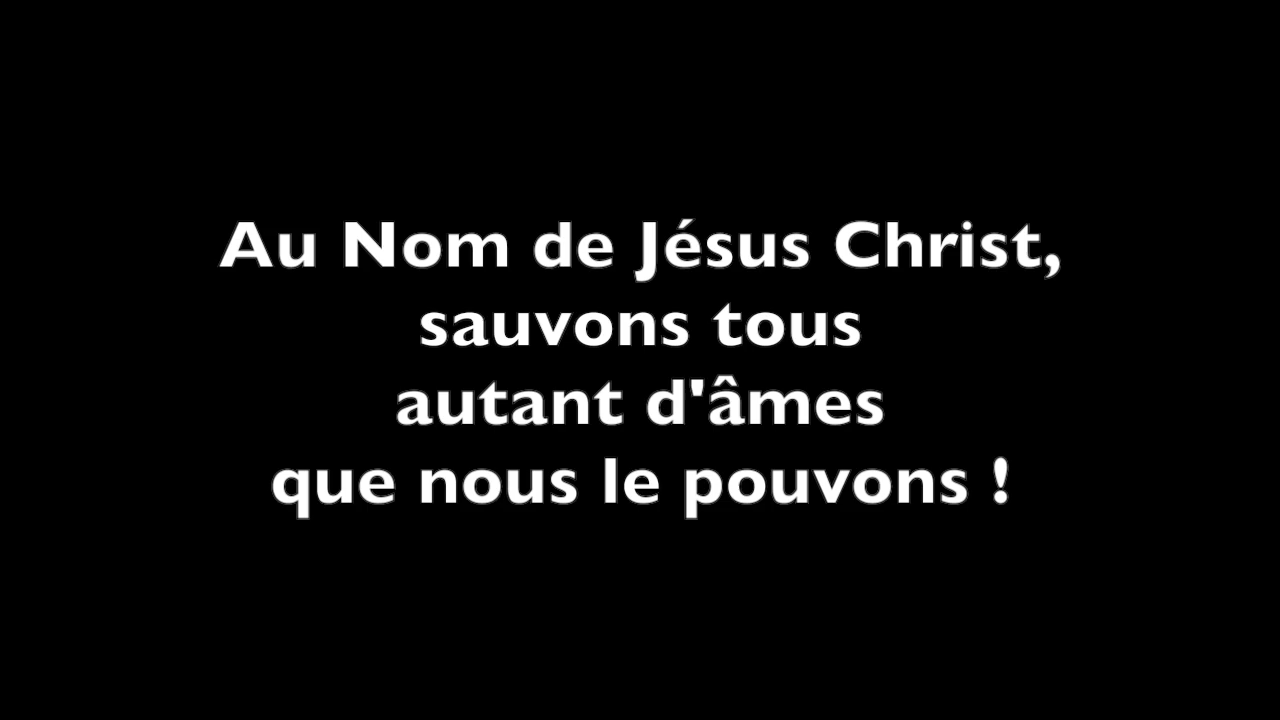 Au Nom de Jésus Christ,
sauvons tous
autant d'âmes
que nous le pouvons !